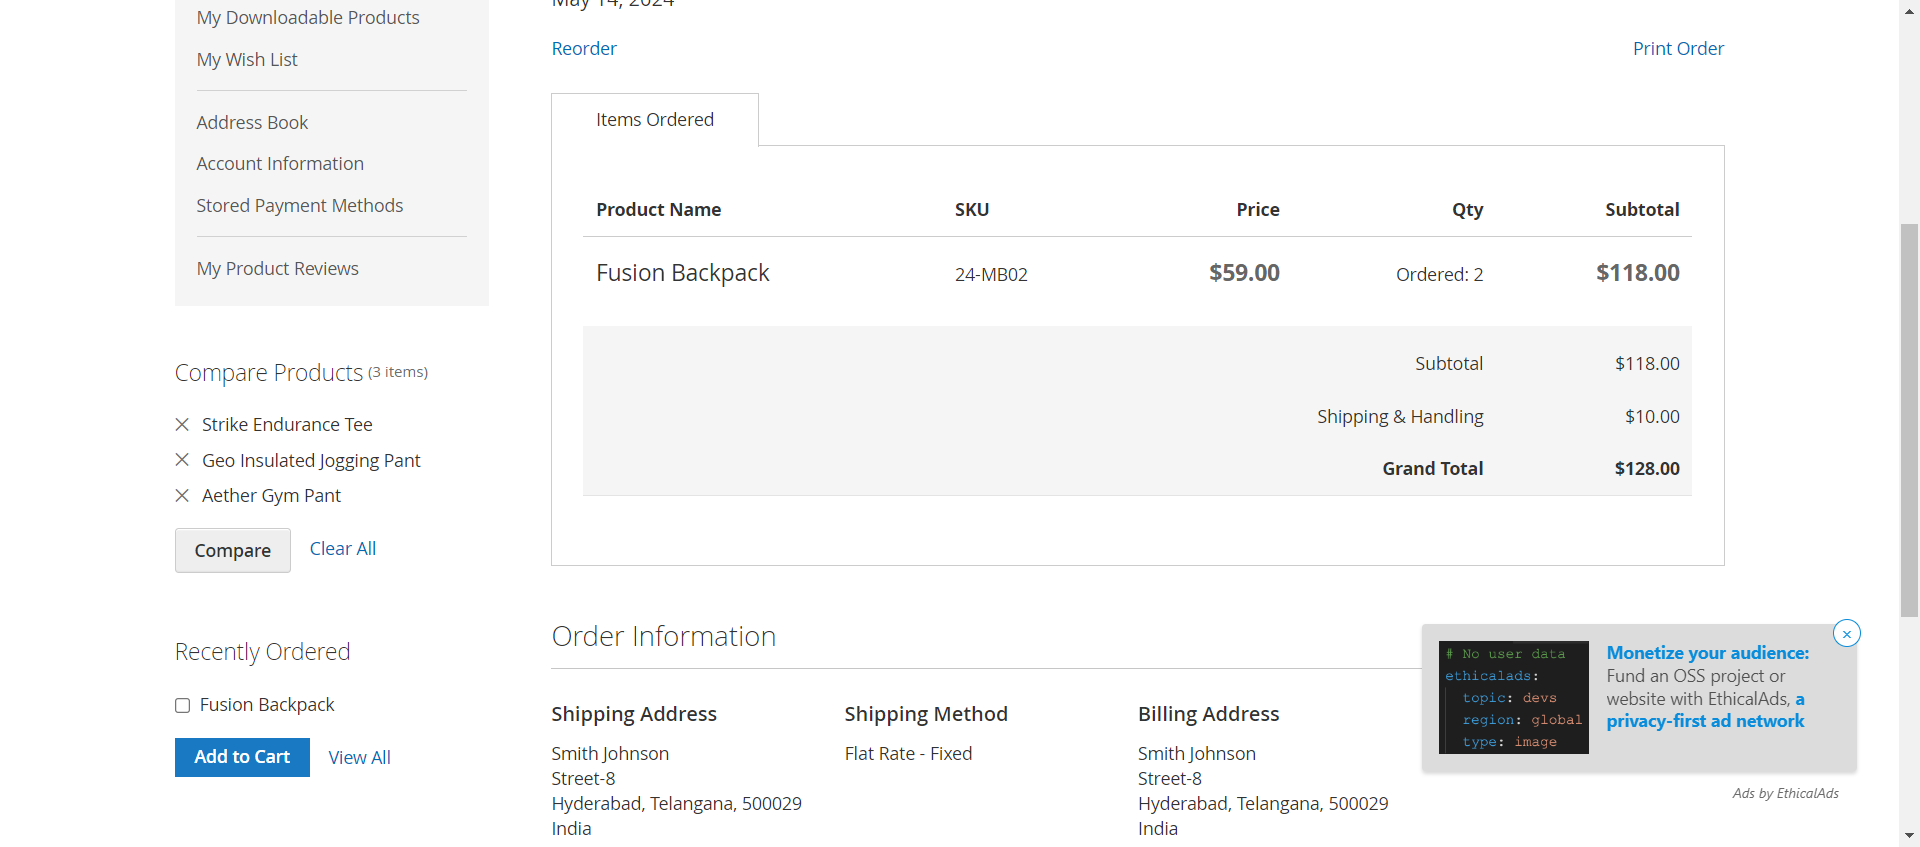 My Downloadable Products
My Wish List
Address Book
Account Information
Stored Payment Methods
My Product Reviews
Compare Products (3 items)
Strike Endurance Tee
Geo Insulated Jogging Pant
Aether Gym Pant
Compare Clear All
Recently Ordered
Fusion Backpack
Add to Cart View All
May 14, 2024
Reorder Print Order
Items Ordered
Product Name SKU Price Qty Subtotal
Fusion Backpack 24-MB02 $59.00 Ordered: 2 $118.00
Subtotal $118.00
Shipping & Handling $10.00
Grand Total $128.00
Order Information
Shipping Address
Smith Johnson
Street-8
Hyderabad, Telangana, 500029
India
Shipping Method
Flat Rate - Fixed
Billing Address
Smith Johnson
Street-8
Hyderabad, Telangana, 500029
India
# No user data
ethicalads:
topic: devs
region: global
type: image
Monetize your audience:
Fund an OSS project or
website with EthicalAds, a
privacy-first ad network
Ads by EthicalAds